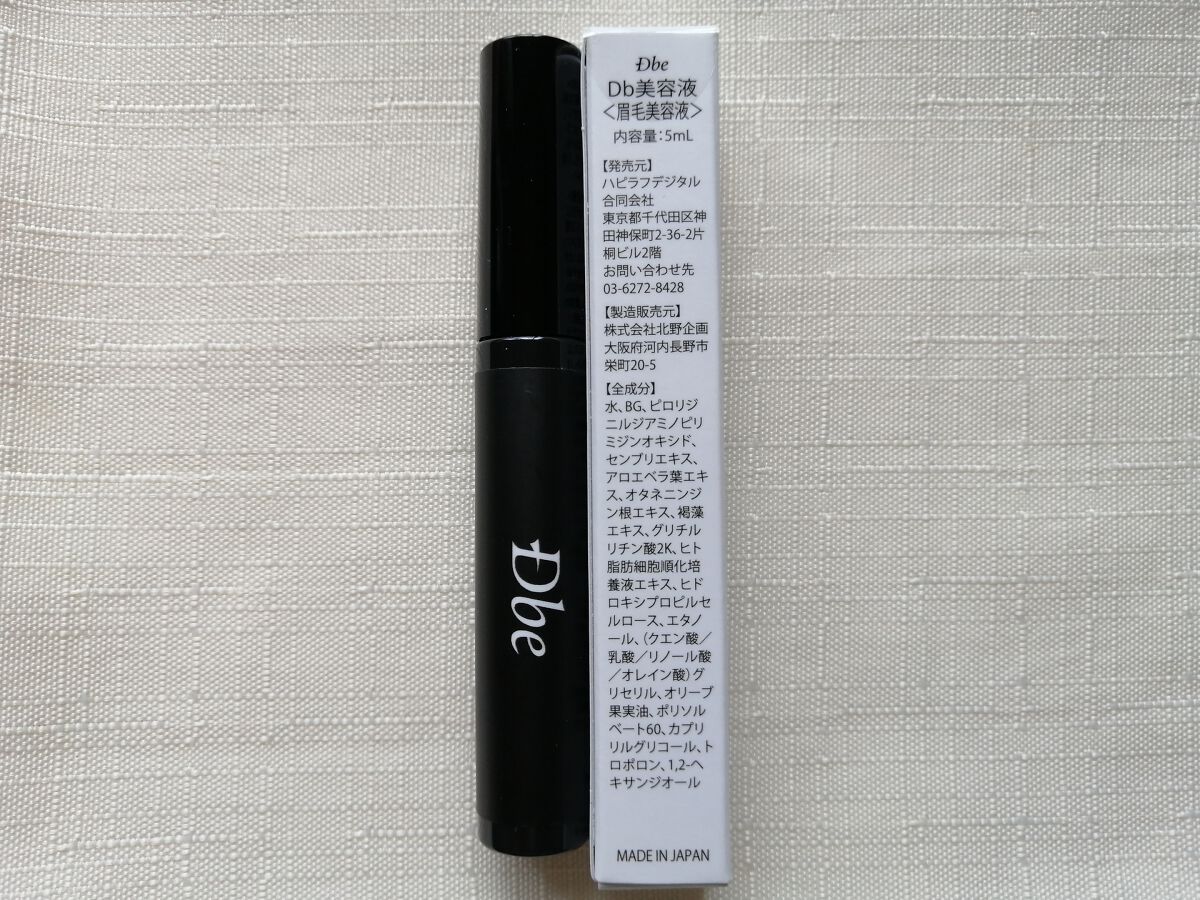 Đbe
Đbe
Db美容液
<眉毛美容液>
内容量:5mL
【発売元】
ハピラフデジタル
合同会社
東京都千代田区神
田神保町2-36-2片
桐ビル2階
お問い合わせ先
03-6272-8428
【製造販売元】
株式会社北野企画
大阪府河内長野市
栄町20-5
【全成分】
水、BG、ピロリジ
ニルジアミノピリ
ミジンオキシド、
センブリエキス、
アロエベラ葉エキ
ス、オタネニンジ
ン根エキス、褐藻
エキス、グリチル
リチン酸2K、ヒト
脂肪細胞順化培
養液エキス、ヒド
ロキシプロピルセ
ルロース、エタノ
ール、(クエン酸/
乳酸/リノール酸
/オレイン酸)グ
リセリル、オリーブ
果実油、ポリソル
ベート60、カプリ
リルグリコール、ト
ロポロン、1,2-ヘ
キサンジオール
MADE IN JAPAN